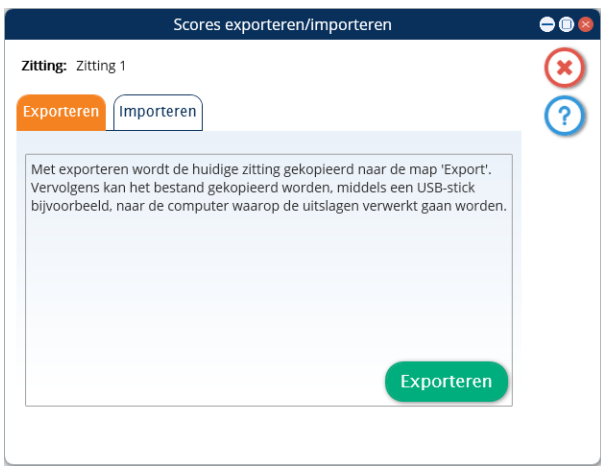 Scores exporteren/importeren
Zitting: Zitting 1
Exporteren Importeren
Met exporteren wordt de huidige zitting gekopieerd naar de map 'Export'.
Vervolgens kan het bestand gekopieerd worden, middels een USB-stick
bijvoorbeeld, naar de computer waarop de uitslagen verwerkt gaan worden.
Exporteren